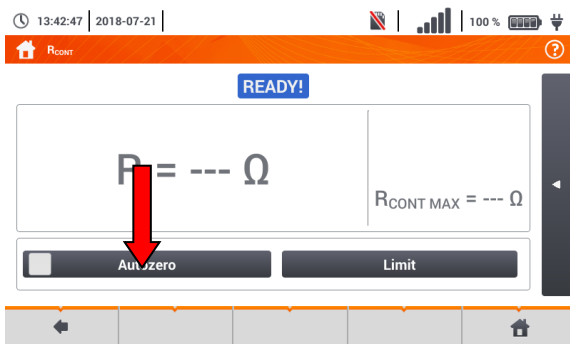 13:42:47 2018-07-21 100 %
RCONT
READY!
R = --- Ω
RCONT MAX = --- Ω
Autozero Limit